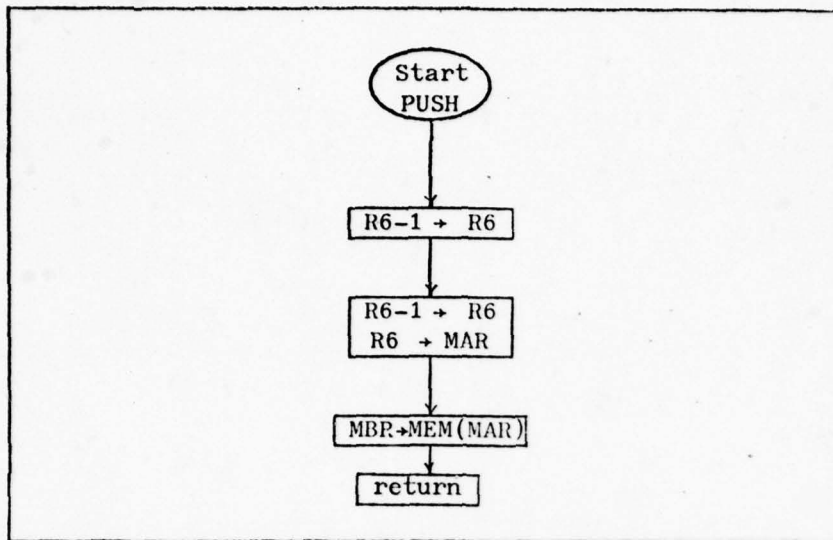 Start
PUSH
R6-1 → R6
R6-1 → R6
R6 → MAR
MBR→MEM(MAR)
return